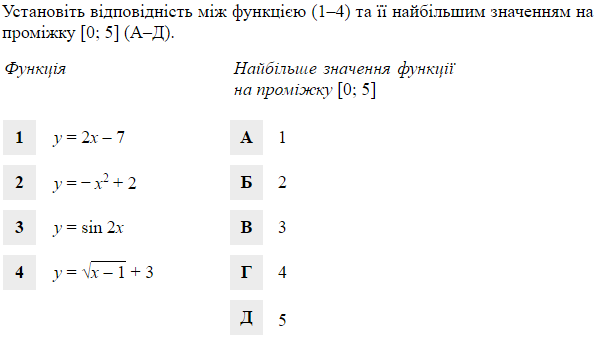 Установіть відповідність між функцією (1–4) та її найбільшим значенням на
проміжку [0; 5] (А–Д).
Функція Найбільше значення функції
на проміжку [0; 5]
1 y = 2x – 7 А 1
2 y = – x² + 2 Б 2
3 y = sin 2x В 3
4 y = √x – 1 + 3 Г 4
Д 5